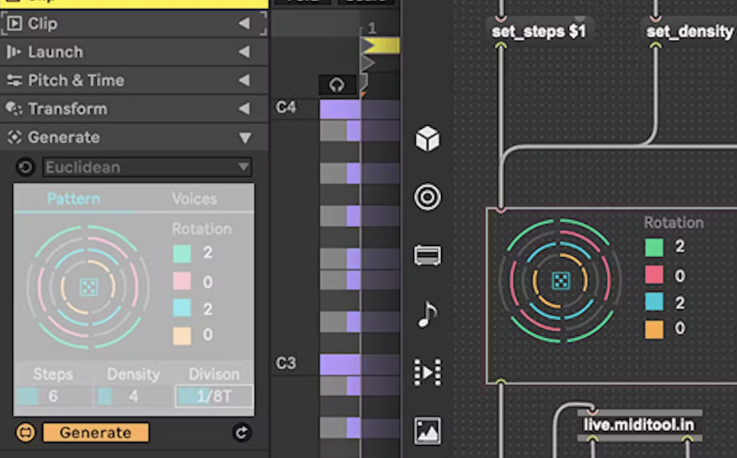 Clip
Launch
Pitch & Time
Transform
Generate
Euclidean
Pattern
Voices
Rotation
2
0
2
0
Steps
Density
Divison
6
4
1/8T
Generate
1
C4
C3
set_steps $1
set_density
Rotation
2
0
2
0
live.miditool.in